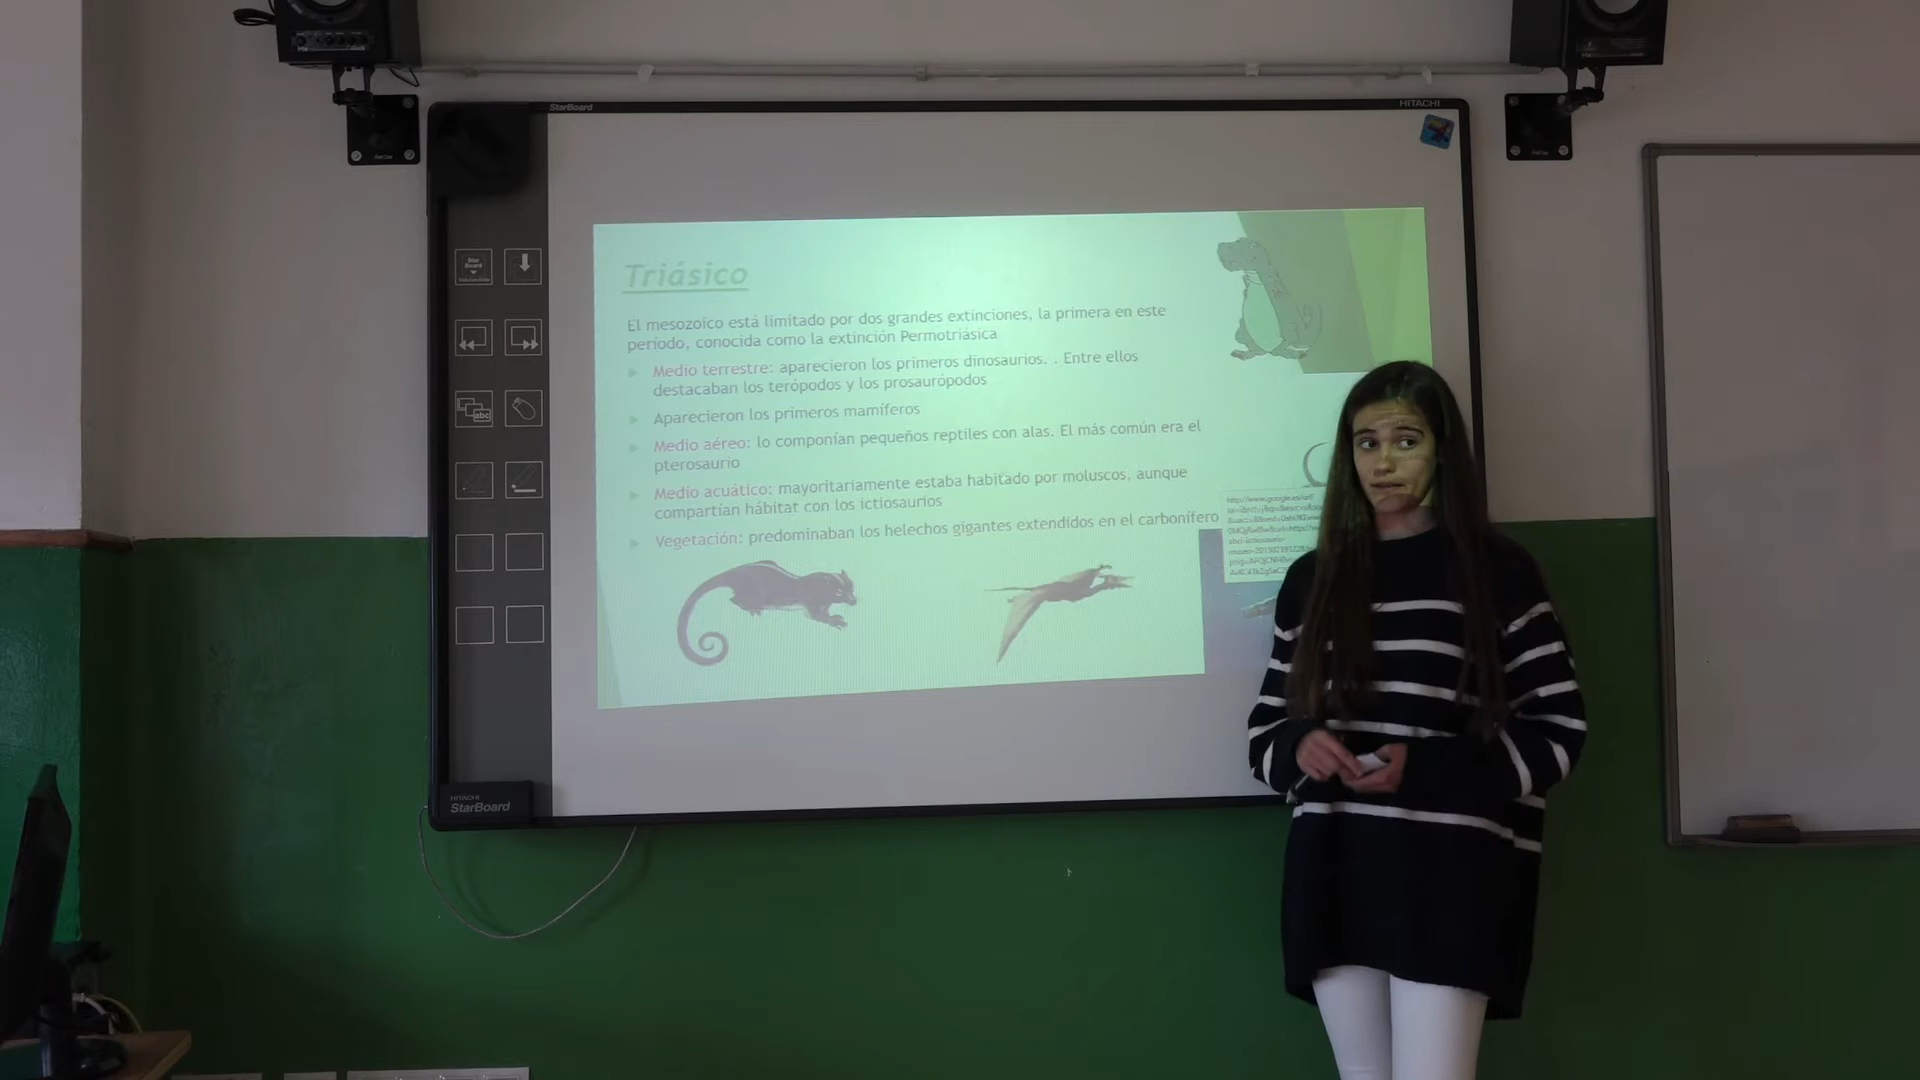 StarBoard
HITACHI
Triásico
El mesozoico está limitado por dos grandes extinciones, la primera en este
periodo, conocida como la extinción Permotriásica
Medio terrestre: aparecieron los primeros dinosaurios. . Entre ellos
destacaban los terópodos y los prosaurópodos
Aparecieron los primeros mamíferos
Medio aéreo: lo componían pequeños reptiles con alas. El más común era el
pterosaurio
Medio acuático: mayoritariamente estaba habitado por moluscos, aunque
compartían hábitat con los ictiosaurios
Vegetación: predominaban los helechos gigantes extendidos en el carbonífero
Star
Board
abc
HITACHI
StarBoard